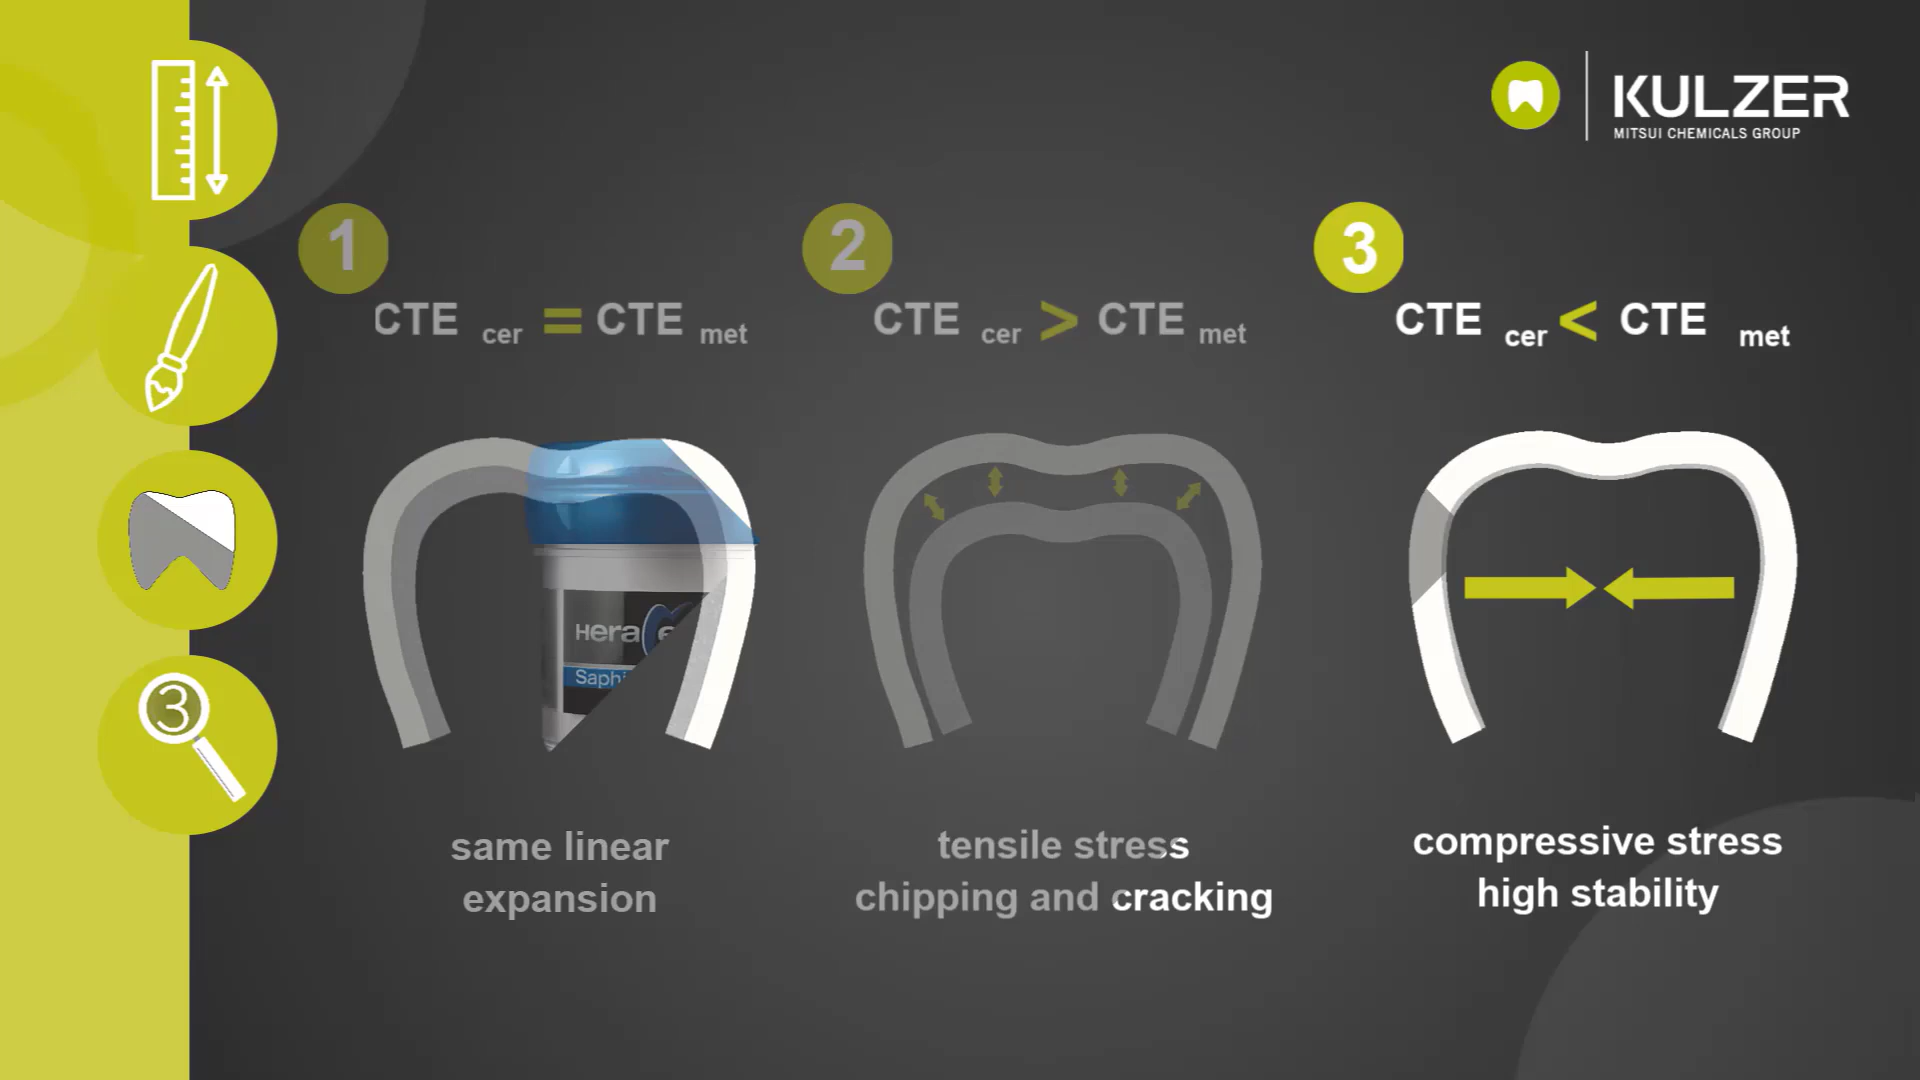 KULZER
MITSUI CHEMICALS GROUP
1
CTE cer = CTE met
same linear
expansion
2
CTE cer > CTE met
tensile stress
chipping and cracking
3
CTE cer < CTE met
compressive stress
high stability
3